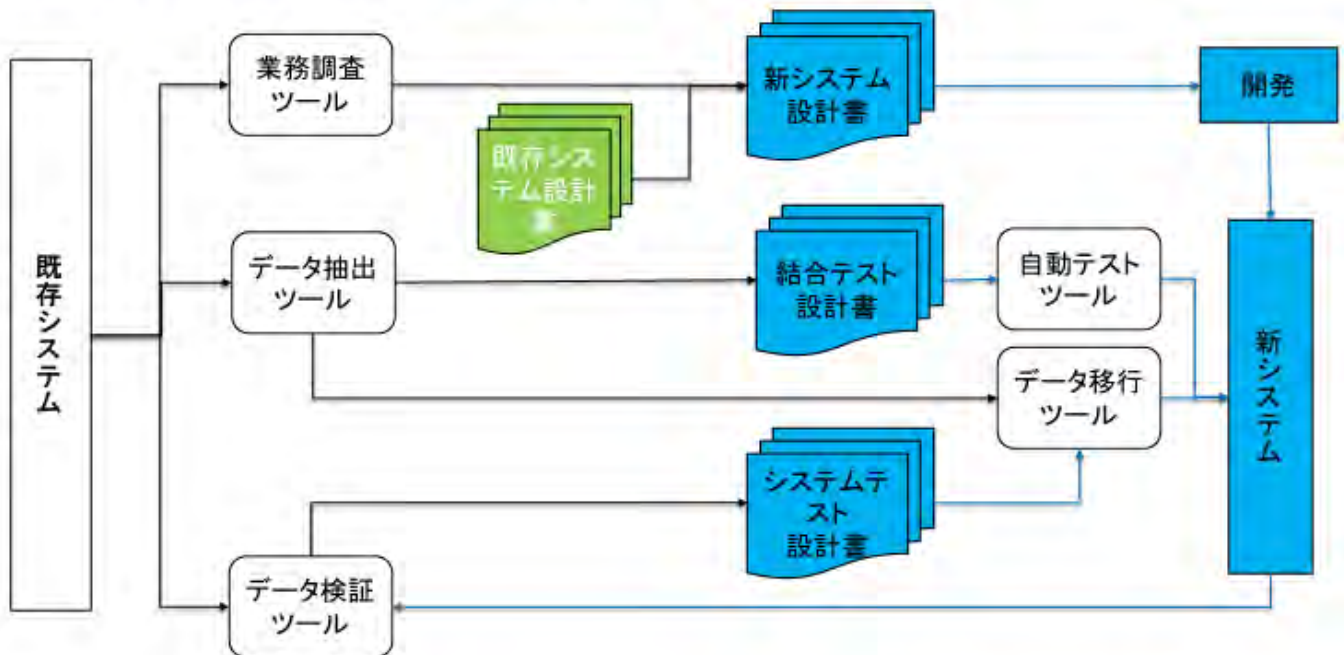 業務調査
ツール
新システム
設計書
開発
既存シス
テム設計
書
既存システム
データ抽出
ツール
結合テスト
設計書
自動テスト
ツール
新システム
データ移行
ツール
システムテ
スト
設計書
データ検証
ツール